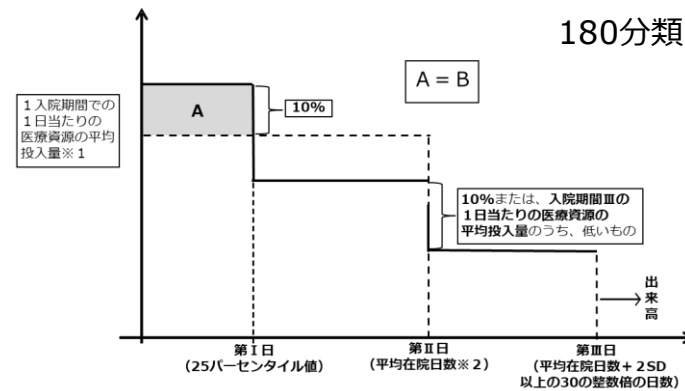 180分類
A = B
1入院期間での
1日当たりの
医療資源の平均
投入量※1
A
10%
10%または、入院期間Ⅲの
1日当たりの医療資源の
平均投入量のうち、低いもの
出来高
第Ⅰ日
(25パーセンタイル値)
第Ⅱ日
(平均在院日数※2)
第Ⅲ日
(平均在院日数+2SD
以上の30の整数倍の日数)